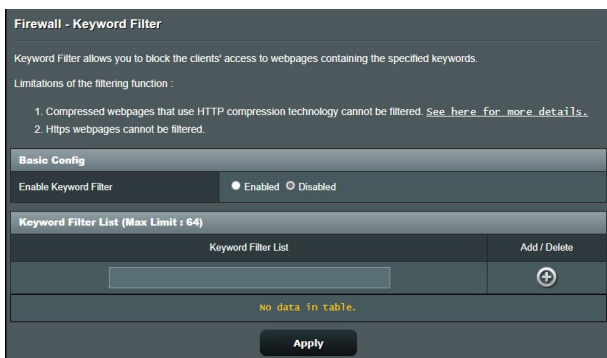 Firewall - Keyword Filter
Keyword Filter allows you to block the clients' access to webpages containing the specified keywords.
Limitations of the filtering function :
1. Compressed webpages that use HTTP compression technology cannot be filtered. See here for more details.
2. Https webpages cannot be filtered.
Basic Config
Enable Keyword Filter Enabled Disabled
Keyword Filter List (Max Limit : 64)
Keyword Filter List Add / Delete
No data in table.
Apply